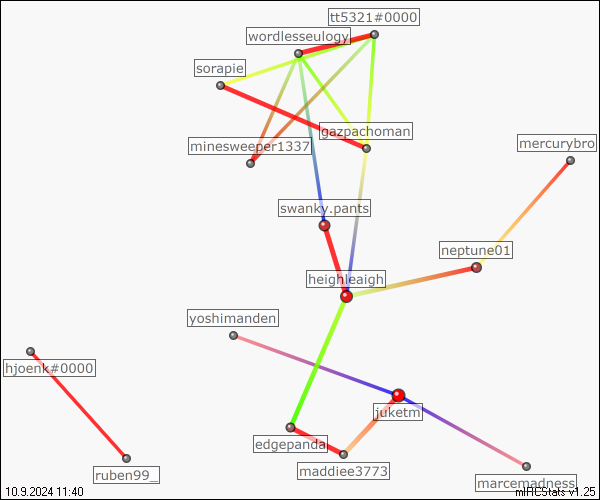 tt5321#0000
wordlesseulogy
sorapie
gazpachoman
minesweeper1337
mercurybro
swanky.pants
neptune01
heighleaigh
yoshimanden
hjoenk#0000
juketm
edgepanda
maddiee3773
ruben99_
marcemadness
10.9.2024 11:40
mIRCStats v1.25